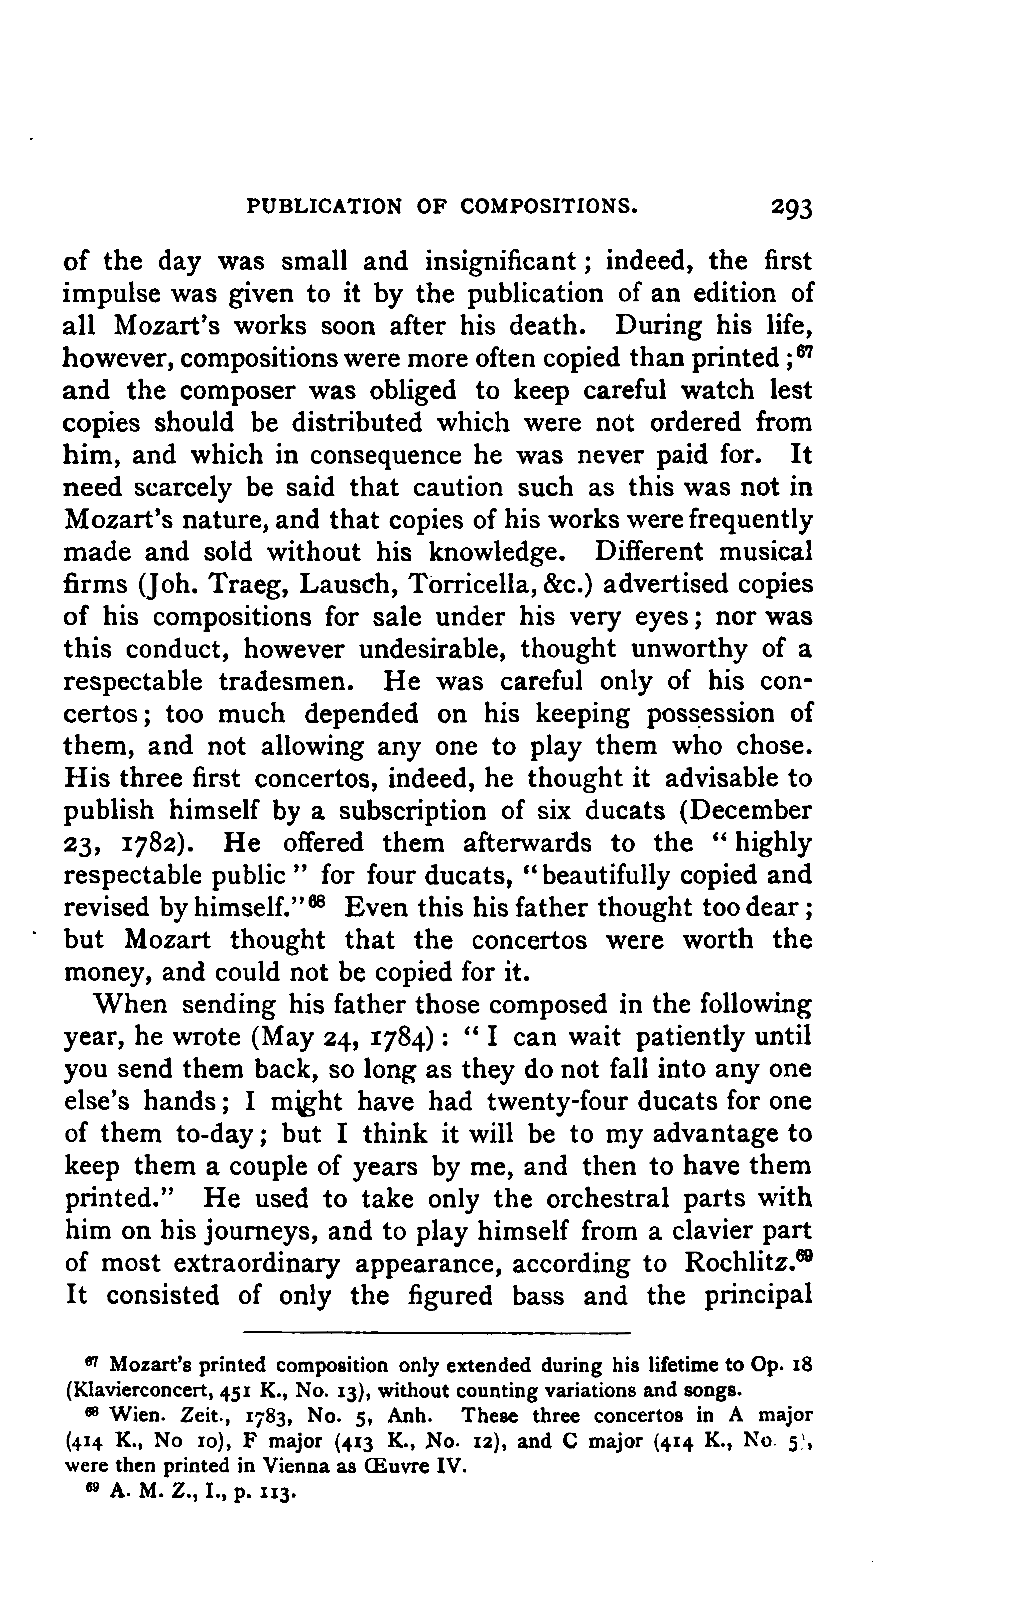 PUBLICATION OF COMPOSITIONS. 293
of the day was small and insignificant; indeed, the first
impulse was given to it by the publication of an edition of
all Mozart's works soon after his death. During his life,
however, compositions were more often copied than printed;⁶⁷
and the composer was obliged to keep careful watch lest
copies should be distributed which were not ordered from
him, and which in consequence he was never paid for. It
need scarcely be said that caution such as this was not in
Mozart's nature, and that copies of his works were frequently
made and sold without his knowledge. Different musical
firms (Joh. Traeg, Lausch, Torricella, &c.) advertised copies
of his compositions for sale under his very eyes; nor was
this conduct, however undesirable, thought unworthy of a
respectable tradesmen. He was careful only of his con-
certos; too much depended on his keeping possession of
them, and not allowing any one to play them who chose.
His three first concertos, indeed, he thought it advisable to
publish himself by a subscription of six ducats (December
23, 1782). He offered them afterwards to the "highly
respectable public" for four ducats, "beautifully copied and
revised by himself."⁶⁸ Even this his father thought too dear;
but Mozart thought that the concertos were worth the
money, and could not be copied for it.
When sending his father those composed in the following
year, he wrote (May 24, 1784): "I can wait patiently until
you send them back, so long as they do not fall into any one
else's hands; I might have had twenty-four ducats for one
of them to-day; but I think it will be to my advantage to
keep them a couple of years by me, and then to have them
printed." He used to take only the orchestral parts with
him on his journeys, and to play himself from a clavier part
of most extraordinary appearance, according to Rochlitz.⁶⁹
It consisted of only the figured bass and the principal
⁶⁷ Mozart's printed composition only extended during his lifetime to Op. 18
(Klavierconcert, 451 K., No. 13), without counting variations and songs.
⁶⁸ Wien. Zeit., 1783, No. 5, Anh. These three concertos in A major
(414 K., No 10), F major (413 K., No. 12), and C major (414 K., No. 5),
were then printed in Vienna as Œuvre IV.
⁶⁹ A. M. Z., I., p. 113.